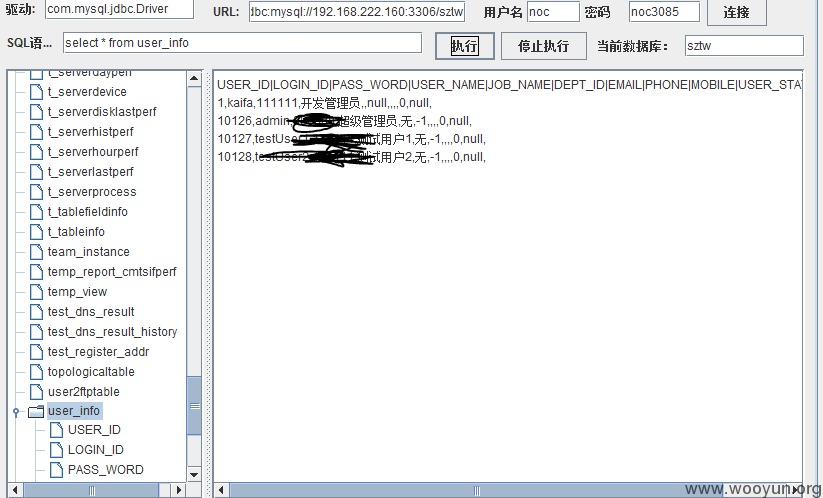 驱动: com.mysql.jdbc.Driver URL: dbc:mysql://192.168.222.160:3306/sztw 用户名 noc 密码 noc3085 连接
SQL语... select * from user_info 执行 停止执行 当前数据库: sztw
t_serverdayperf
t_serverdevice
t_serverdisklastperf
t_serverhistperf
t_serverhourperf
t_serverlastperf
t_serverprocess
t_tablefieldinfo
t_tableinfo
team_instance
temp_report_cmtsifperf
temp_view
test_dns_result
test_dns_result_history
test_register_addr
topologicaltable
user2ftptable
user_info
USER_ID
LOGIN_ID
PASS_WORD
USER_ID|LOGIN_ID|PASS_WORD|USER_NAME|JOB_NAME|DEPT_ID|EMAIL|PHONE|MOBILE|USER_STA
1,kaifa,111111,开发管理员,,null,,,,0,null,
10126,admin, 超级管理员,无,-1,,,,0,null,
10127,testUse 测试用户1,无,-1,,,,0,null,
10128, 测试用户2,无,-1,,,,0,null,
www.wooyun.org